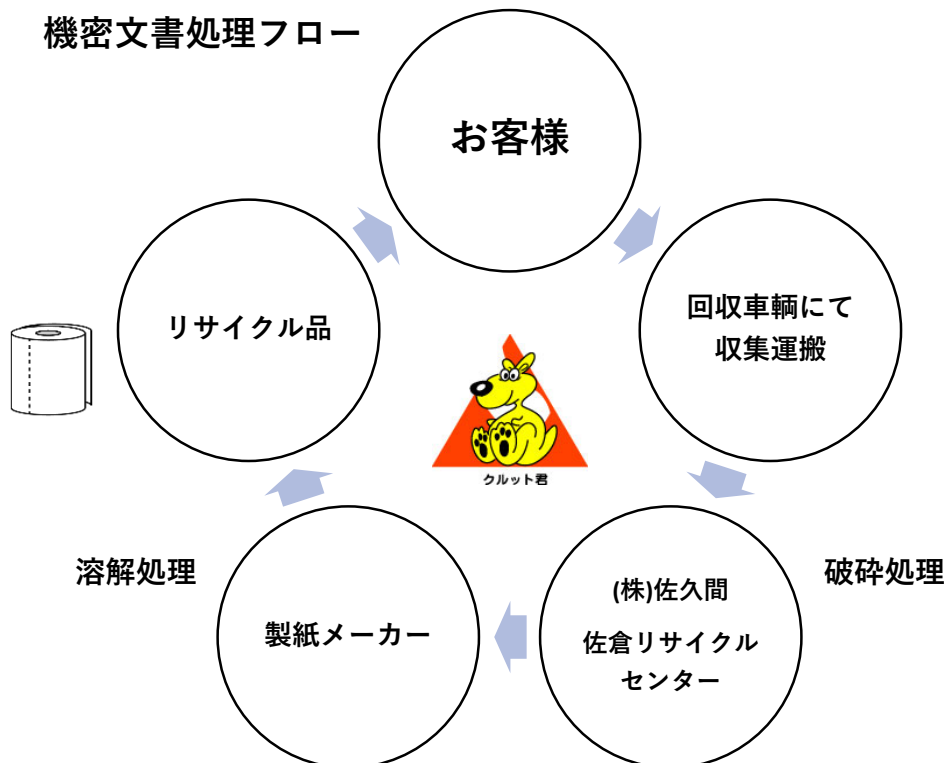 機密文書処理フロー
お客様
回収車輌にて
収集運搬
破砕処理
(株)佐久間
佐倉リサイクル
センター
製紙メーカー
溶解処理
リサイクル品
クルット君